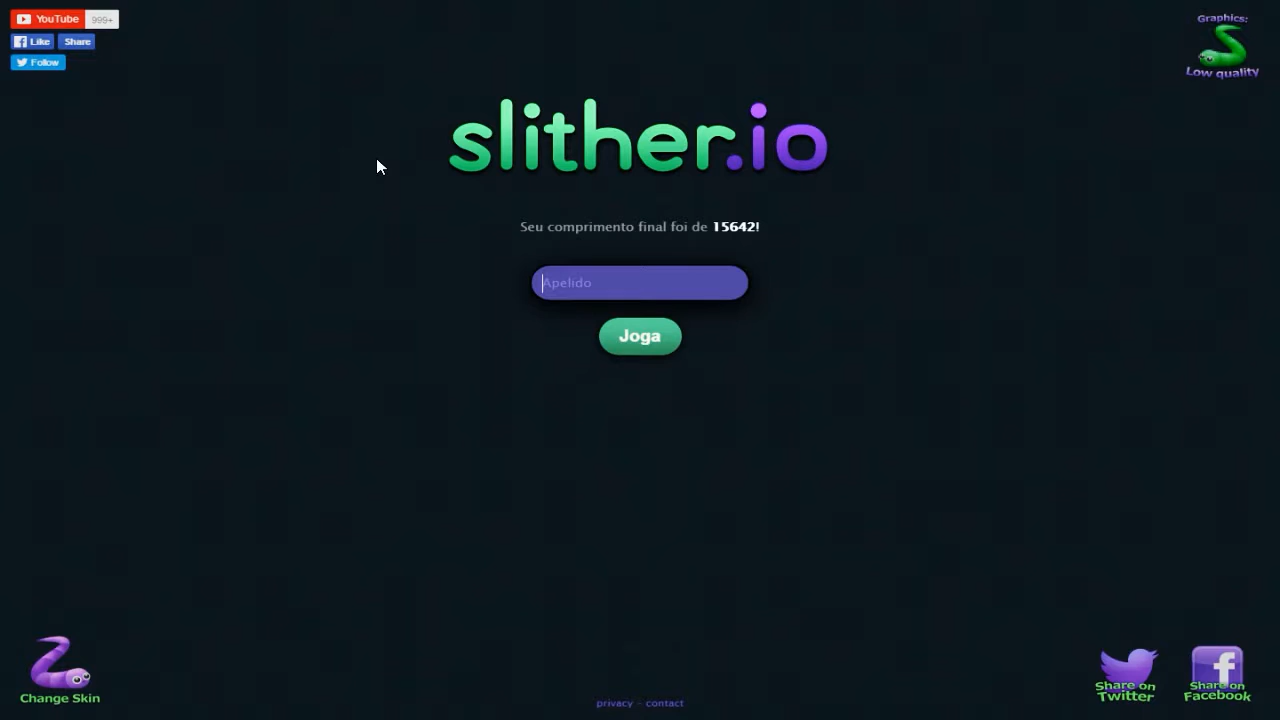 YouTube 999+
Like Share
Follow
Graphics:
Low quality
slither.io
Seu comprimento final foi de 15642!
Apelido
Joga
Change Skin
privacy - contact
Share on
Twitter
Share on
Facebook